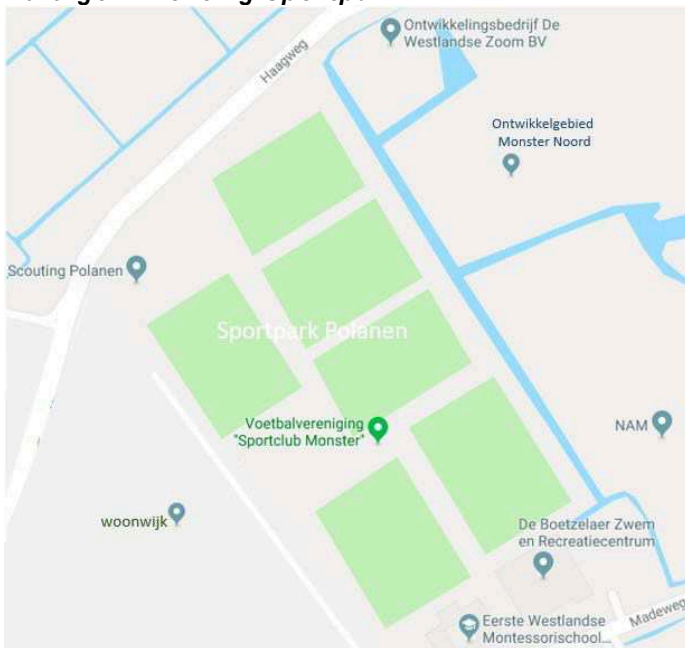 Haagweg
Ontwikkelingsbedrijf De
Westlandse Zoom BV
Ontwikkelgebied
Monster Noord
Scouting Polanen
Sportpark Polanen
Voetbalvereniging
"Sportclub Monster"
NAM
woonwijk
De Boetzelaer Zwem
en Recreatiecentrum
Madeweg
Eerste Westlandse
Montessorischool...